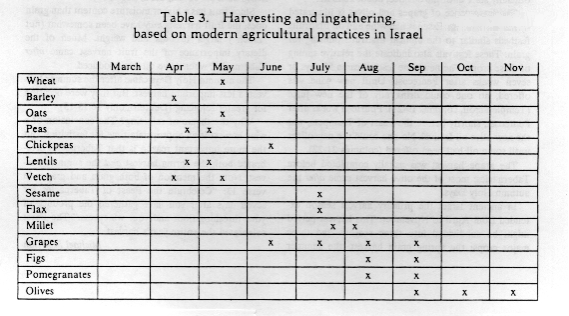 Table 3. Harvesting and ingathering,
based on modern agricultural practices in Israel
March Apr May June July Aug Sep Oct Nov
Wheat x
Barley x
Oats x
Peas x x
Chickpeas x
Lentils x x
Vetch x x
Sesame x
Flax x
Millet x x
Grapes x x x x
Figs x x
Pomegranates x x
Olives x x x